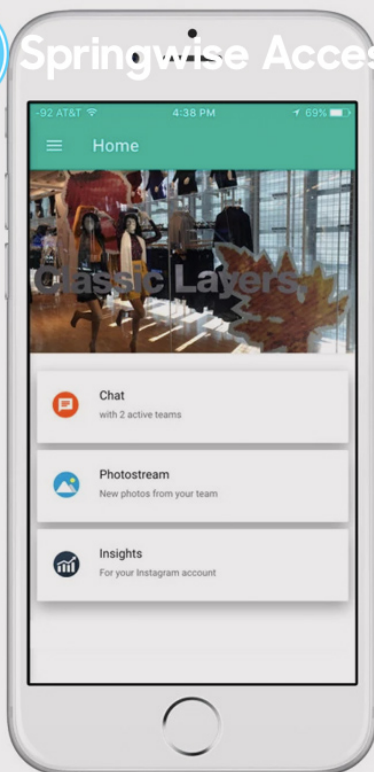 Springwise Acces
-92 AT&T 4:38 PM 69%
Home
Classic Layers.
Chat
with 2 active teams
Photostream
New photos from your team
Insights
For your Instagram account